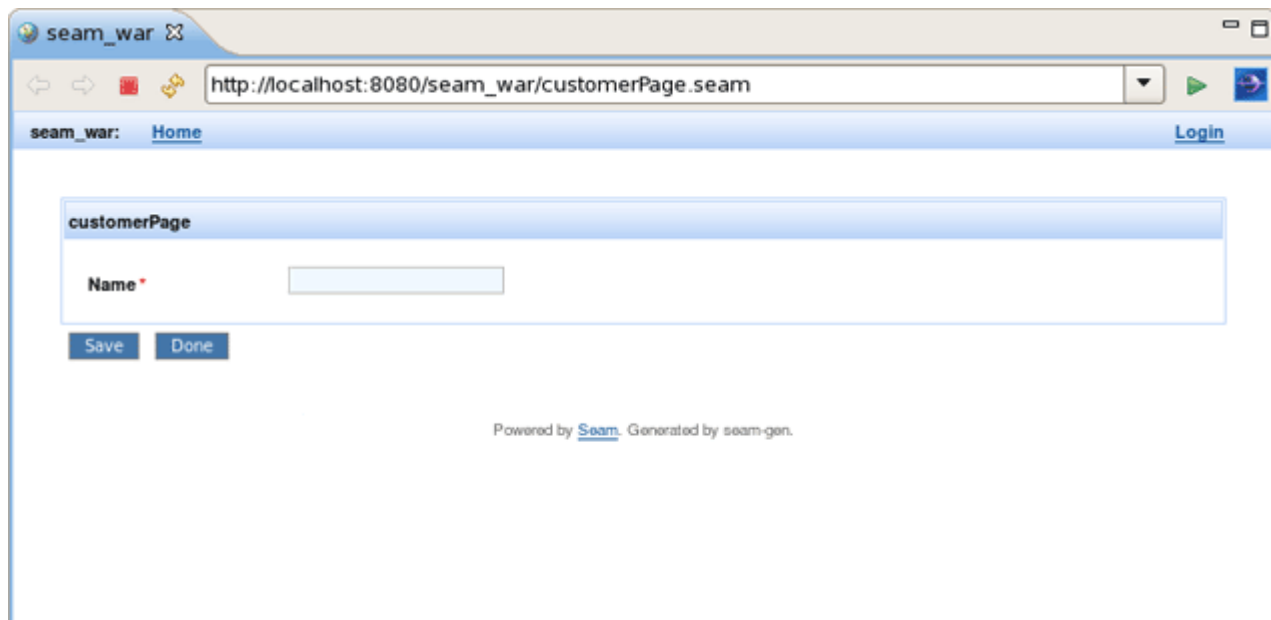 seam_war
http://localhost:8080/seam_war/customerPage.seam
seam_war: Home Login
customerPage
Name*
Save Done
Powered by Seam. Generated by seam-gen.